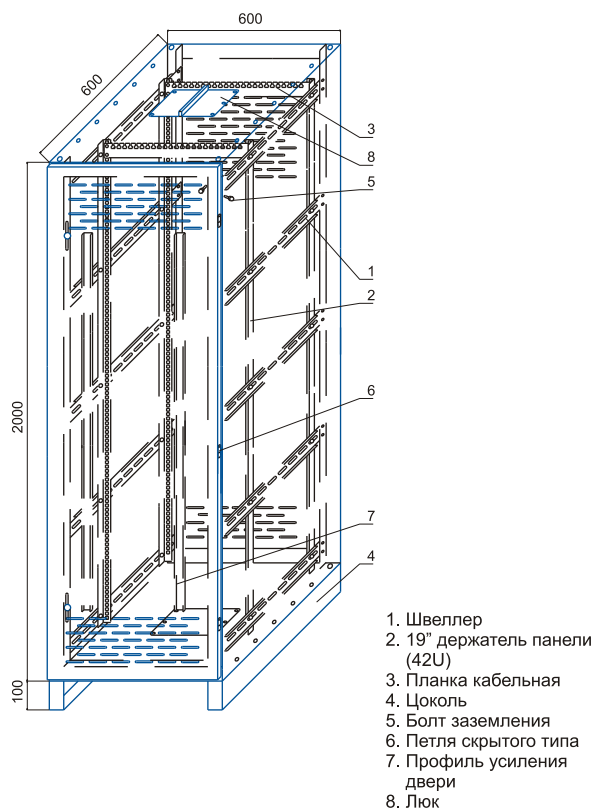 600
600
3
8
5
1
2
2000
6
7
4
100
1. Швеллер
2. 19” держатель панели
(42U)
3. Планка кабельная
4. Цоколь
5. Болт заземления
6. Петля скрытого типа
7. Профиль усиления
двери
8. Люк